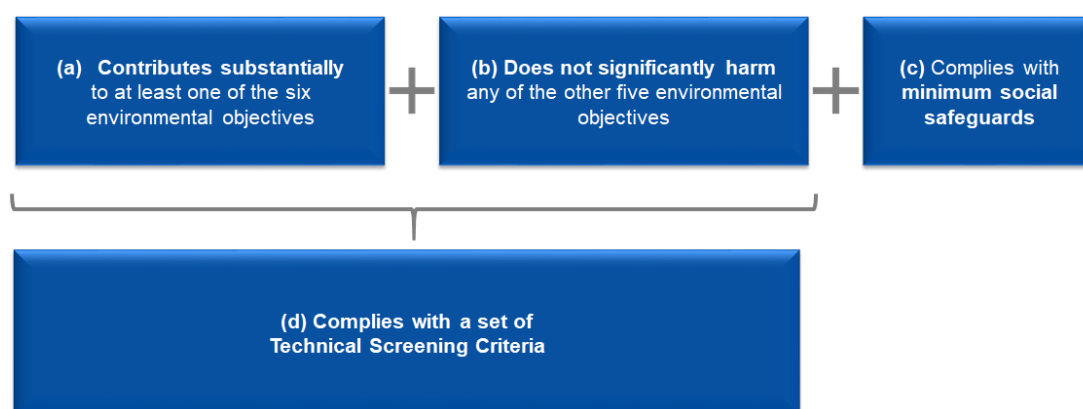 (a) Contributes substantially
to at least one of the six
environmental objectives
(b) Does not significantly harm
any of the other five environmental
objectives
(c) Complies with
minimum social
safeguards
(d) Complies with a set of
Technical Screening Criteria